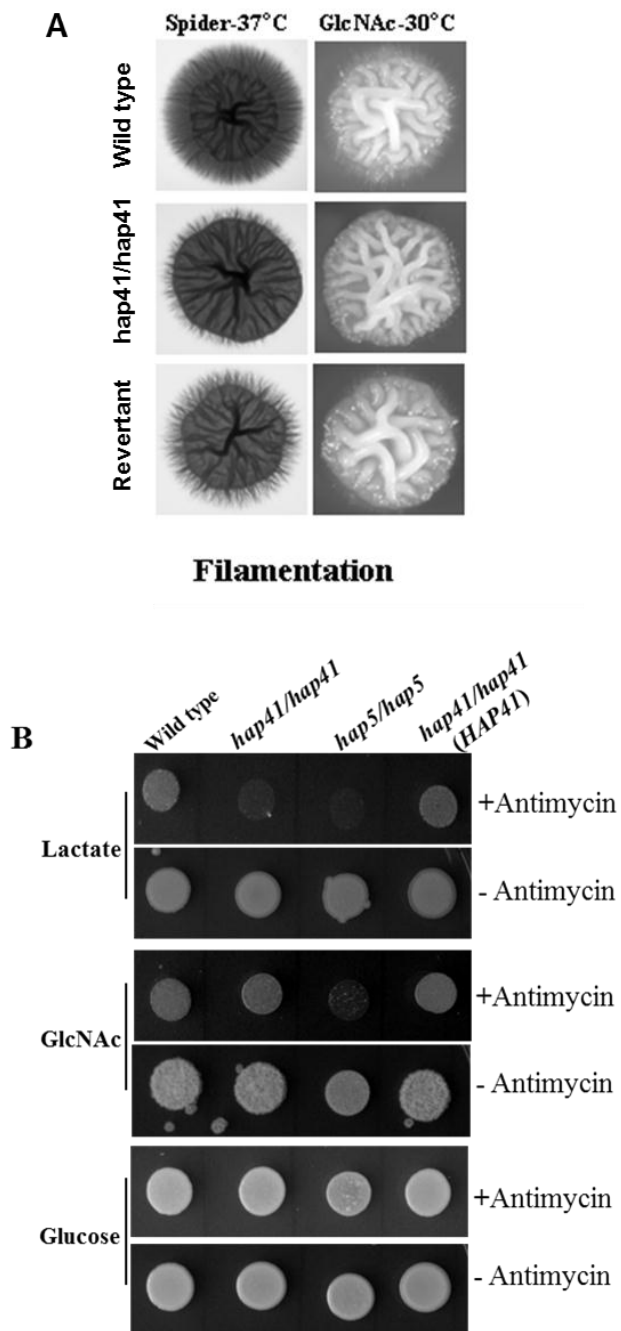 A
Spider-37°C GlcNAc-30°C
Wild type
hap41/hap41
Revertant
Filamentation
B
Wild type hap41/hap41 hap5/hap5 hap41/hap41 (HAP41)
Lactate
+Antimycin
- Antimycin
GlcNAc
+Antimycin
- Antimycin
Glucose
+Antimycin
- Antimycin